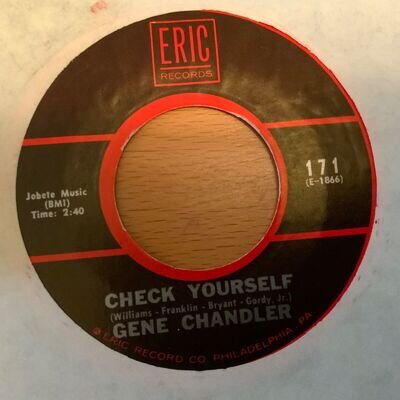 ERIC
RECORDS
171
(E-1866)
Jobete Music
(BMI)
Time: 2:40
CHECK YOURSELF
(Williams - Franklin - Bryant - Gordy, Jr.)
GENE CHANDLER
© ERIC RECORD CO. PHILADELPHIA, PA